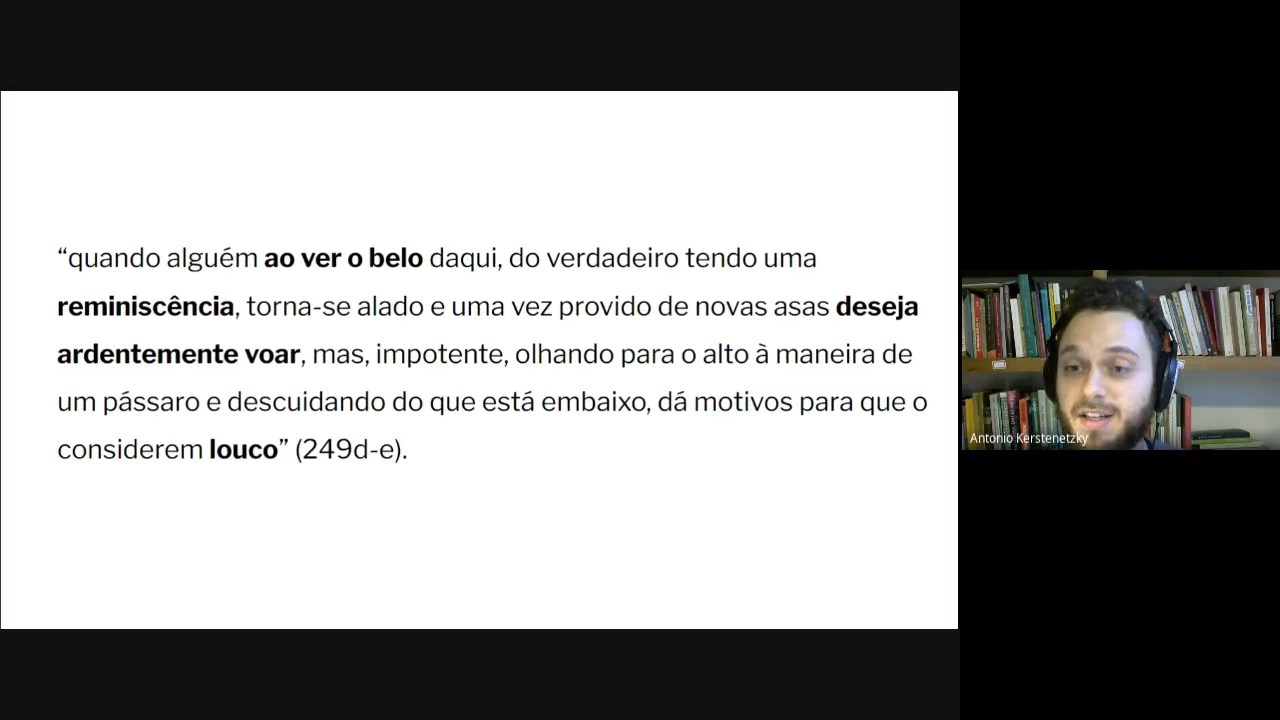 “quando alguém ao ver o belo daqui, do verdadeiro tendo uma
reminiscência, torna-se alado e uma vez provido de novas asas deseja
ardentemente voar, mas, impotente, olhando para o alto à maneira de
um pássaro e descuidando do que está embaixo, dá motivos para que o
considerem louco” (249d-e).
Antonio Kerstenetzky